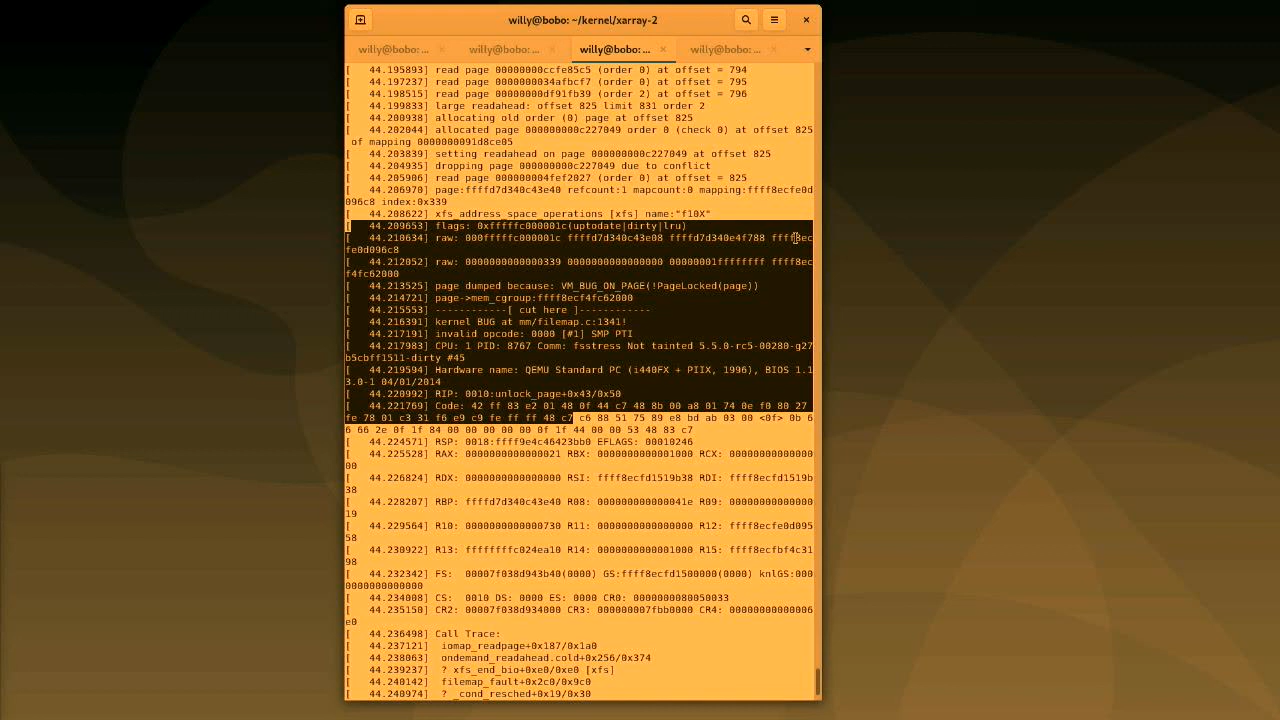 willy@bobo: ~/kernel/xarray-2
willy@bobo: ... willy@bobo: ... willy@bobo: ... willy@bobo: ...
[   44.195893] read page 00000000ccfe85c5 (order 0) at offset = 794
[   44.197237] read page 0000000034afbcf7 (order 0) at offset = 795
[   44.198515] read page 00000000df91fb39 (order 2) at offset = 796
[   44.199833] large readahead: offset 825 limit 831 order 2
[   44.200938] allocating old order (0) page at offset 825
[   44.202044] allocated page 000000000c227049 order 0 (check 0) at offset 825
 of mapping 0000000091d8ce05
[   44.203839] setting readahead on page 000000000c227049 at offset 825
[   44.204935] dropping page 000000000c227049 due to conflict
[   44.205906] read page 000000004fef2027 (order 0) at offset = 825
[   44.206970] page:ffffd7d340c43e40 refcount:1 mapcount:0 mapping:ffff8ecfe0d
096c8 index:0x339
[   44.208622] xfs_address_space_operations [xfs] name:"f10X"
[   44.209653] flags: 0xfffffc000001c(uptodate|dirty|lru)
[   44.210634] raw: 000fffffc000001c ffffd7d340c43e08 ffffd7d340e4f788 ffff8ec
fe0d096c8
[   44.212052] raw: 0000000000000339 0000000000000000 00000001ffffffff ffff8ec
f4fc62000
[   44.213525] page dumped because: VM_BUG_ON_PAGE(!PageLocked(page))
[   44.214721] page->mem_cgroup:ffff8ecf4fc62000
[   44.215553] ------------[ cut here ]------------
[   44.216391] kernel BUG at mm/filemap.c:1341!
[   44.217191] invalid opcode: 0000 [#1] SMP PTI
[   44.217983] CPU: 1 PID: 8767 Comm: fsstress Not tainted 5.5.0-rc5-00280-g27
b5cbff1511-dirty #45
[   44.219594] Hardware name: QEMU Standard PC (i440FX + PIIX, 1996), BIOS 1.1
3.0-1 04/01/2014
[   44.220992] RIP: 0010:unlock_page+0x43/0x50
[   44.221769] Code: 42 ff 83 e2 01 48 0f 44 c7 48 8b 00 a8 01 74 0e f0 80 27
fe 78 01 c3 31 f6 e9 c9 fe ff ff 48 c7 c6 88 51 75 89 e8 bd ab 03 00 <0f> 0b 6
6 66 2e 0f 1f 84 00 00 00 00 00 0f 1f 44 00 00 53 48 83 c7
[   44.224571] RSP: 0018:ffff9e4c46423bb0 EFLAGS: 00010246
[   44.225528] RAX: 0000000000000021 RBX: 0000000000001000 RCX: 00000000000000
00
[   44.226824] RDX: 0000000000000000 RSI: ffff8ecfd1519b38 RDI: ffff8ecfd1519b
38
[   44.228207] RBP: ffffd7d340c43e40 R08: 000000000000041e R09: 00000000000000
19
[   44.229564] R10: 0000000000000730 R11: 0000000000000000 R12: ffff8ecfe0d095
58
[   44.230922] R13: ffffffffc024ea10 R14: 0000000000001000 R15: ffff8ecfbf4c31
98
[   44.232342] FS:  00007f038d943b40(0000) GS:ffff8ecfd1500000(0000) knlGS:000
0000000000000
[   44.234008] CS:  0010 DS: 0000 ES: 0000 CR0: 0000000080050033
[   44.235150] CR2: 00007f038d934000 CR3: 000000007fbb0000 CR4: 00000000000006
e0
[   44.236498] Call Trace:
[   44.237121]  iomap_readpage+0x187/0x1a0
[   44.238063]  ondemand_readahead.cold+0x256/0x374
[   44.239237]  ? xfs_end_bio+0xe0/0xe0 [xfs]
[   44.240142]  filemap_fault+0x2c0/0x9c0
[   44.240974]  ? _cond_resched+0x19/0x30